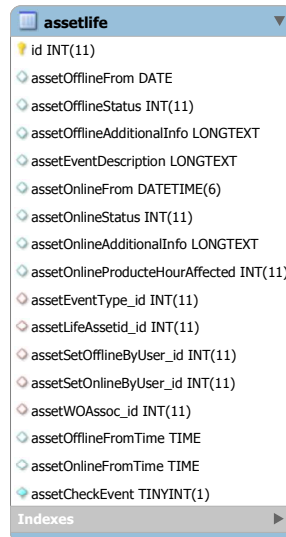 assetlife
id INT(11)
assetOfflineFrom DATE
assetOfflineStatus INT(11)
assetOfflineAdditionalInfo LONGTEXT
assetEventDescription LONGTEXT
assetOnlineFrom DATETIME(6)
assetOnlineStatus INT(11)
assetOnlineAdditionalInfo LONGTEXT
assetOnlineProducteHourAffected INT(11)
assetEventType_id INT(11)
assetLifeAssetid_id INT(11)
assetSetOfflineByUser_id INT(11)
assetSetOnlineByUser_id INT(11)
assetWOAssoc_id INT(11)
assetOfflineFromTime TIME
assetOnlineFromTime TIME
assetCheckEvent TINYINT(1)
Indexes